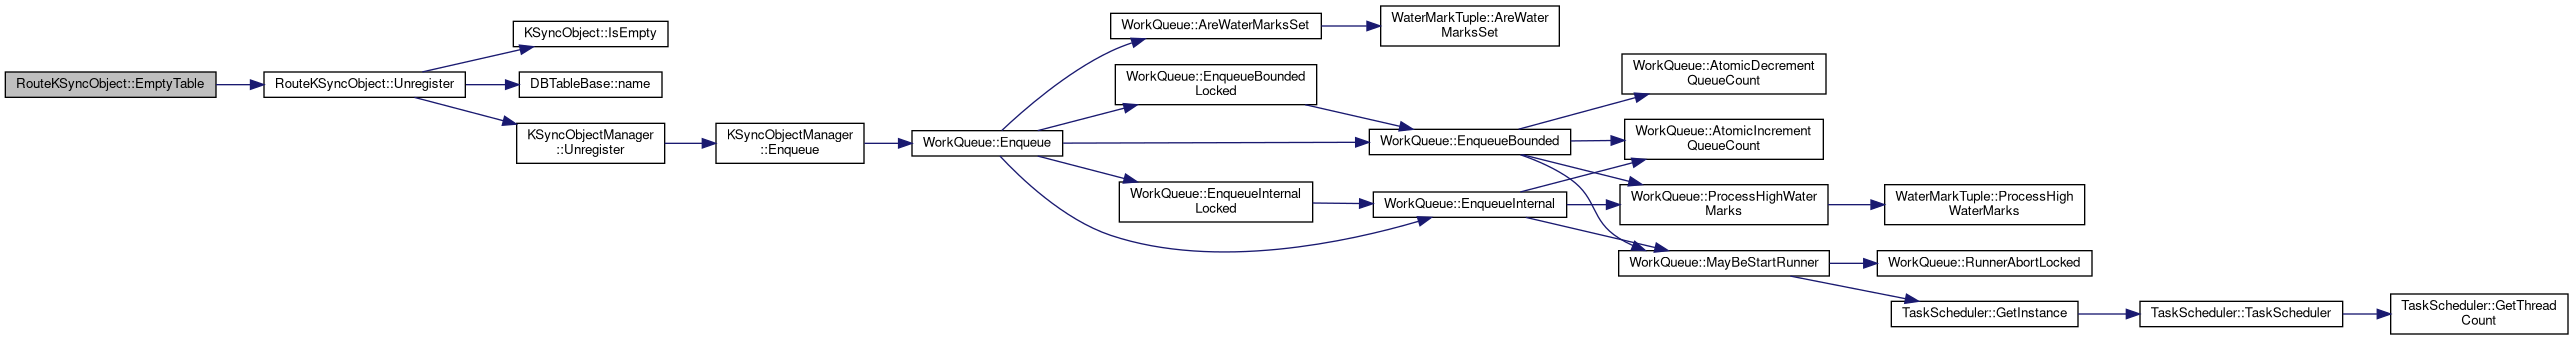 RouteKSyncObject::EmptyTable
RouteKSyncObject::Unregister
KSyncObject::IsEmpty
DBTableBase::name
KSyncObjectManager
::Unregister
KSyncObjectManager
::Enqueue
WorkQueue::Enqueue
WorkQueue::AreWaterMarksSet
WaterMarkTuple::AreWater
MarksSet
WorkQueue::EnqueueBounded
Locked
WorkQueue::EnqueueBounded
WorkQueue::EnqueueInternal
Locked
WorkQueue::EnqueueInternal
WorkQueue::AtomicDecrement
QueueCount
WorkQueue::AtomicIncrement
QueueCount
WorkQueue::ProcessHighWater
Marks
WaterMarkTuple::ProcessHigh
WaterMarks
WorkQueue::MayBeStartRunner
WorkQueue::RunnerAbortLocked
TaskScheduler::GetInstance
TaskScheduler::TaskScheduler
TaskScheduler::GetThread
Count